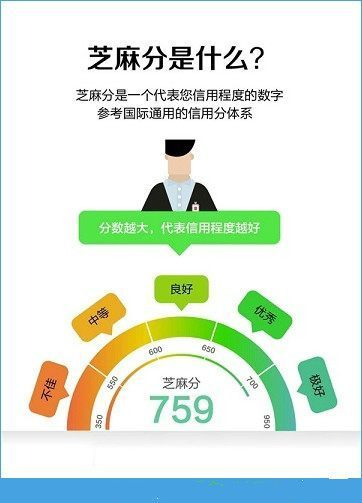 芝麻分是什么?
芝麻分是一个代表您信用程度的数字
参考国际通用的信用分体系
分数越大，代表信用程度越好
不佳
中等
良好
优秀
极好
350
550
600
650
700
950
芝麻分
759